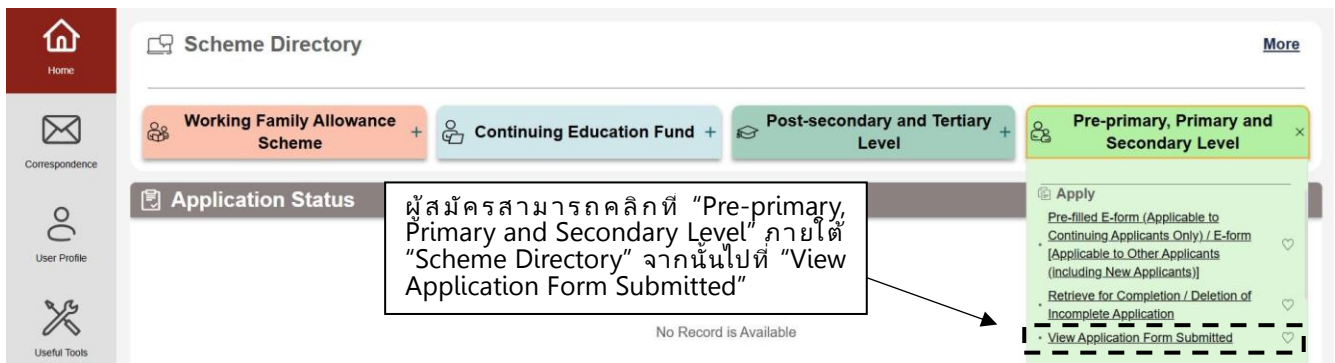 Home
Correspondence
User Profile
Useful Tools
Scheme Directory
More
Working Family Allowance
Scheme
+
Continuing Education Fund +
Post-secondary and Tertiary
Level
+
Pre-primary, Primary and
Secondary Level
×
Application Status
ผู้สมัครสามารถคลิกที่ “Pre-primary,
Primary and Secondary Level” ภายใต้
“Scheme Directory” จากนั้นไปที่ “View
Application Form Submitted”
No Record is Available
Apply
Pre-filled E-form (Applicable to
Continuing Applicants Only) / E-form
[Applicable to Other Applicants
(including New Applicants)]
Retrieve for Completion / Deletion of
Incomplete Application
View Application Form Submitted